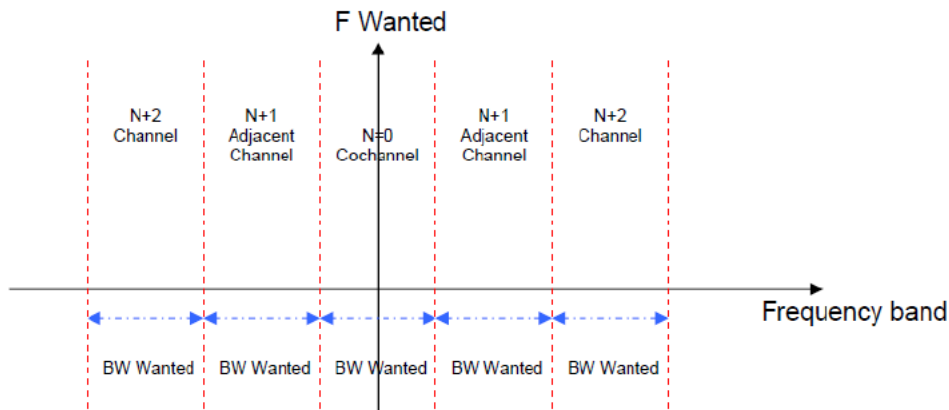 F Wanted
N+2
Channel
N+1
Adjacent
Channel
N=0
Cochannel
N+1
Adjacent
Channel
N+2
Channel
Frequency band
BW Wanted
BW Wanted
BW Wanted
BW Wanted
BW Wanted